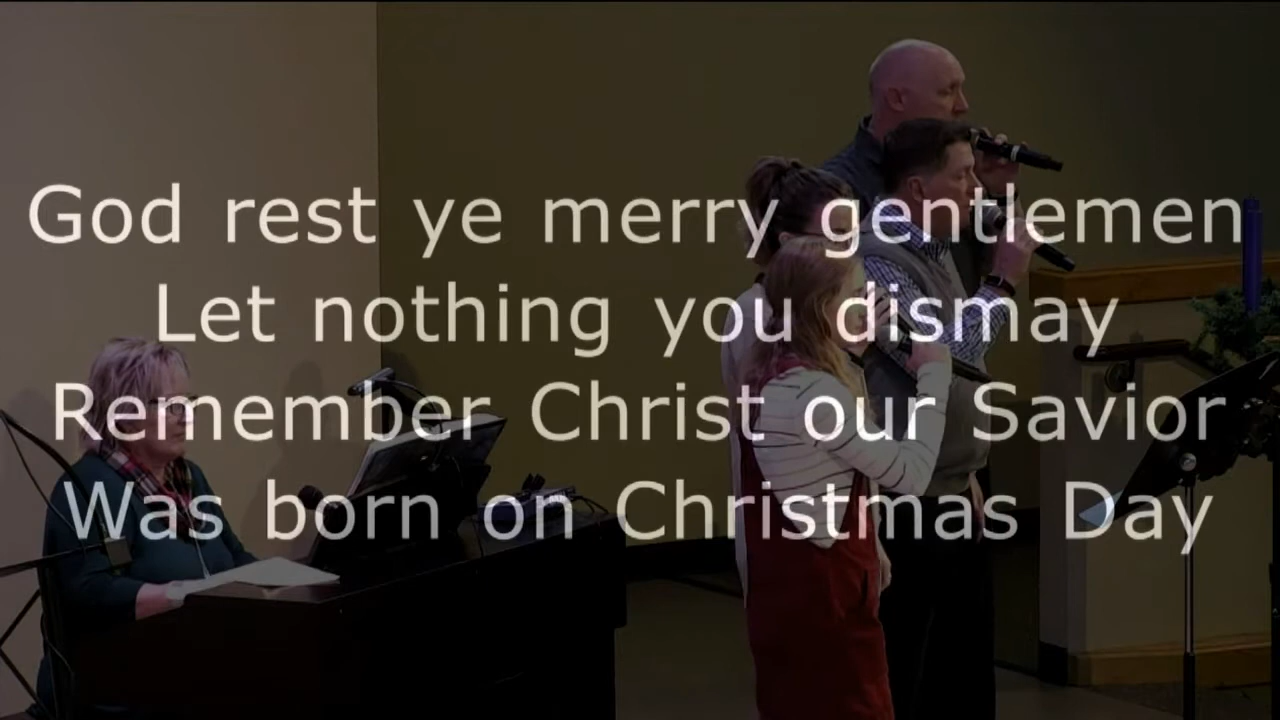 God rest ye merry gentlemen
Let nothing you dismay
Remember Christ our Savior
Was born on Christmas Day